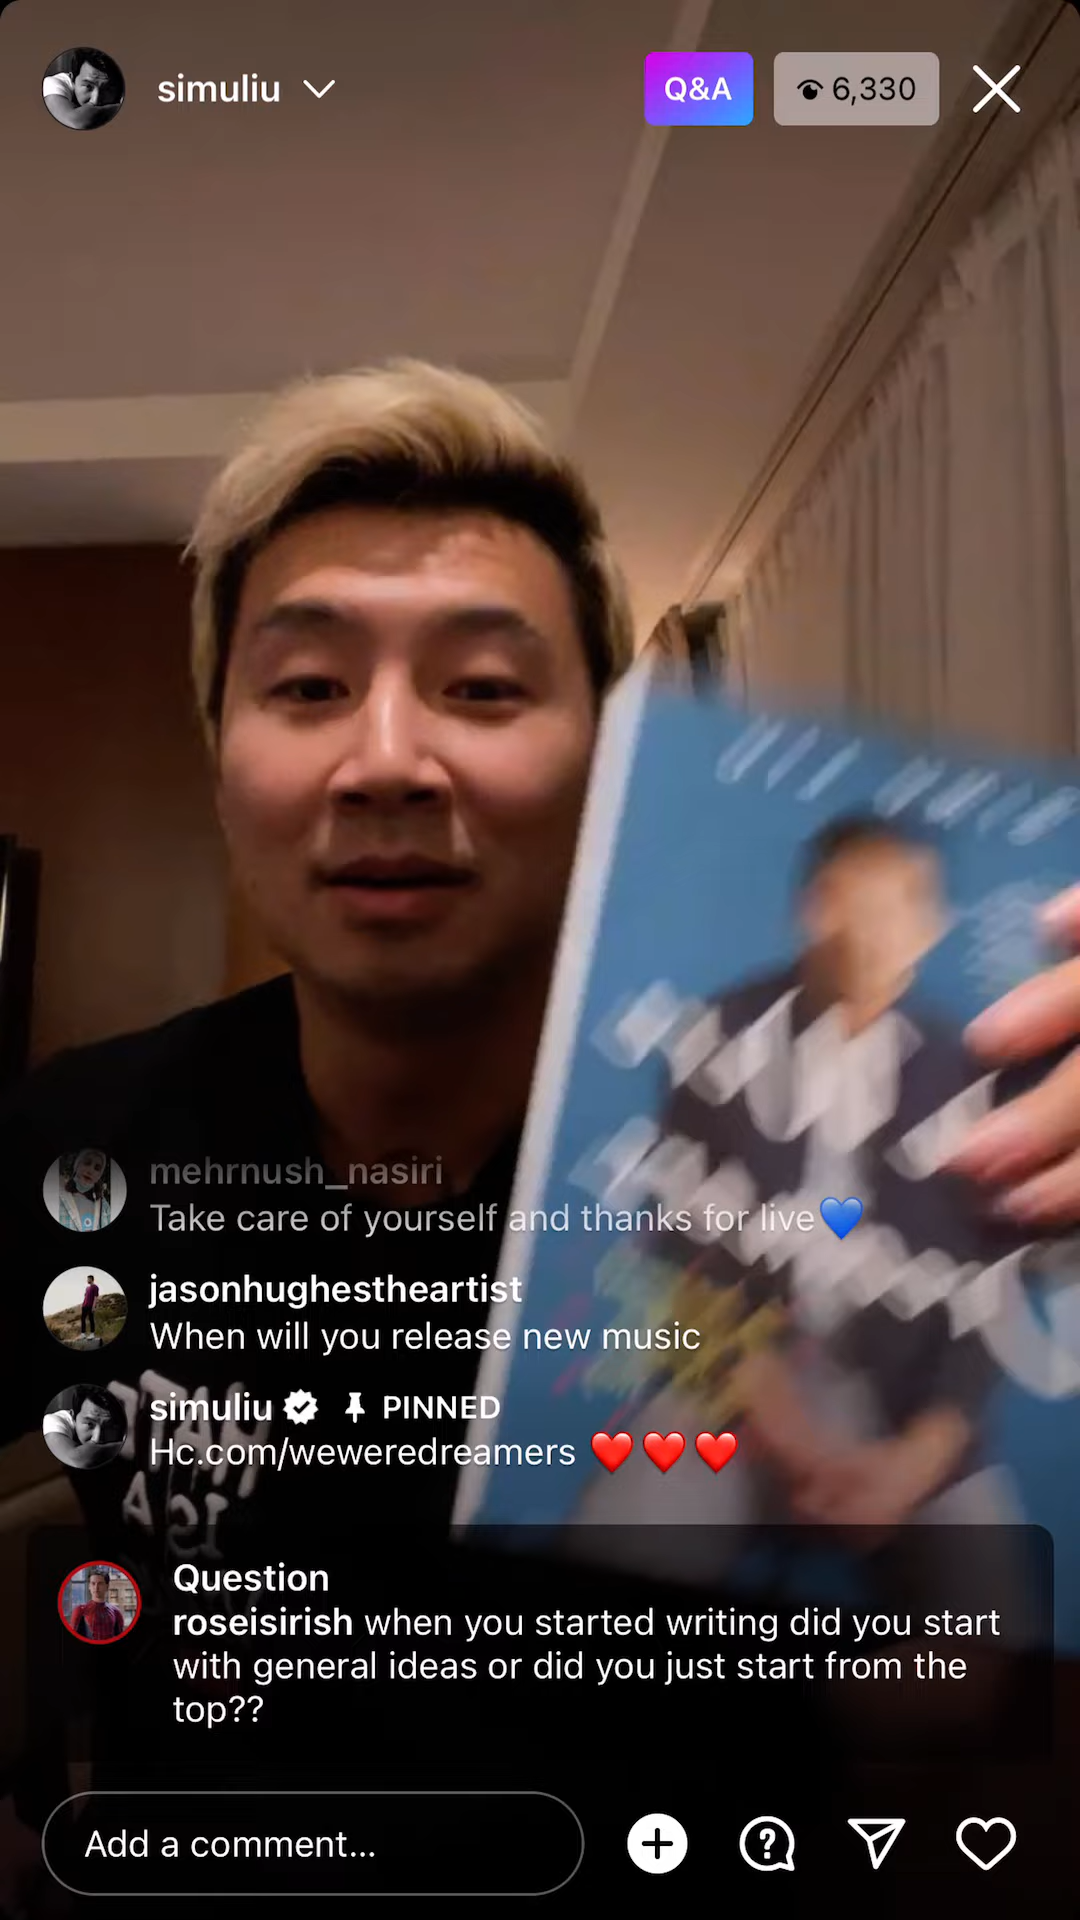 simuliu
Q&A
6,330
mehrnush_nasiri
Take care of yourself and thanks for live💙
jasonhughestheartist
When will you release new music
simuliu PINNED
Hc.com/weweredreamers ❤️❤️❤️
Question
roseisirish when you started writing did you start
with general ideas or did you just start from the
top??
Add a comment...